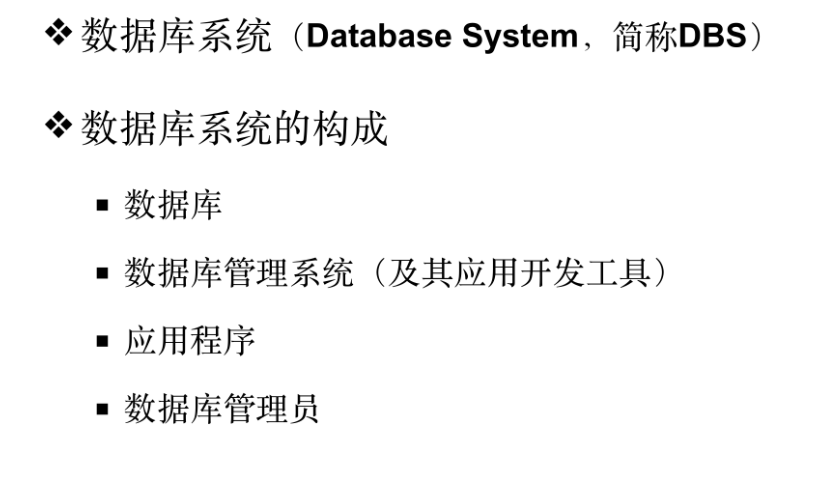 ❖数据库系统（Database System，简称DBS）
❖数据库系统的构成
▪ 数据库
▪ 数据库管理系统（及其应用开发工具）
▪ 应用程序
▪ 数据库管理员